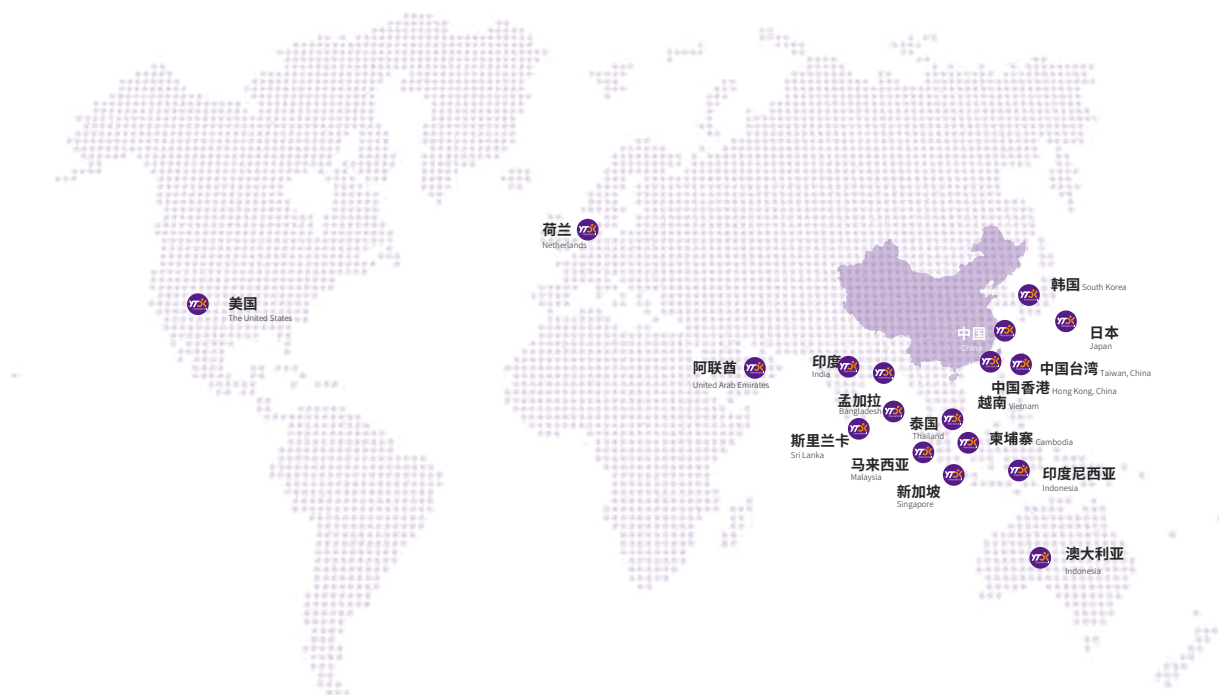 荷兰
Netherlands
美国
The United States
韩国 South Korea
中国
China
日本
Japan
阿联酋
United Arab Emirates
印度
India
中国台湾 Taiwan, China
中国香港 Hong Kong, China
孟加拉
Bangladesh
越南 Vietnam
泰国
Thailand
斯里兰卡
Sri Lanka
柬埔寨 Cambodia
马来西亚
Malaysia
印度尼西亚
Indonesia
新加坡
Singapore
澳大利亚
Indonesia